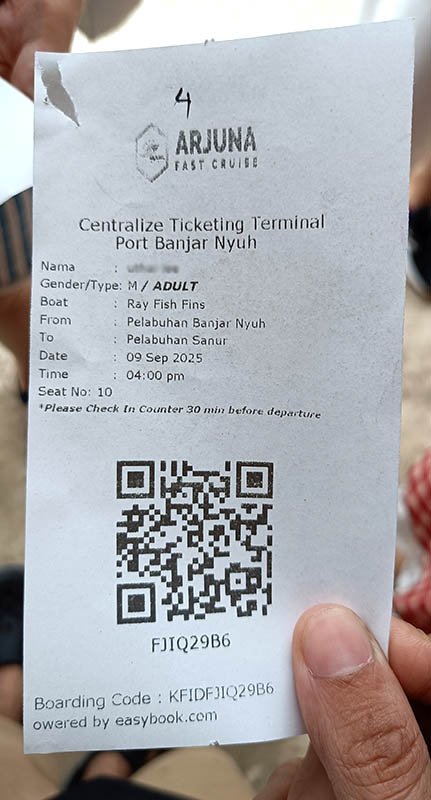 4
ARJUNA
FAST CRUISE
Centralize Ticketing Terminal
Port Banjar Nyuh
Nama :
Gender/Type: M / ADULT
Boat : Ray Fish Fins
From : Pelabuhan Banjar Nyuh
To : Pelabuhan Sanur
Date : 09 Sep 2025
Time : 04:00 pm
Seat No: 10
*Please Check In Counter 30 min before departure
FJIQ29B6
Boarding Code : KFIDFJIQ29B6
owered by easybook.com